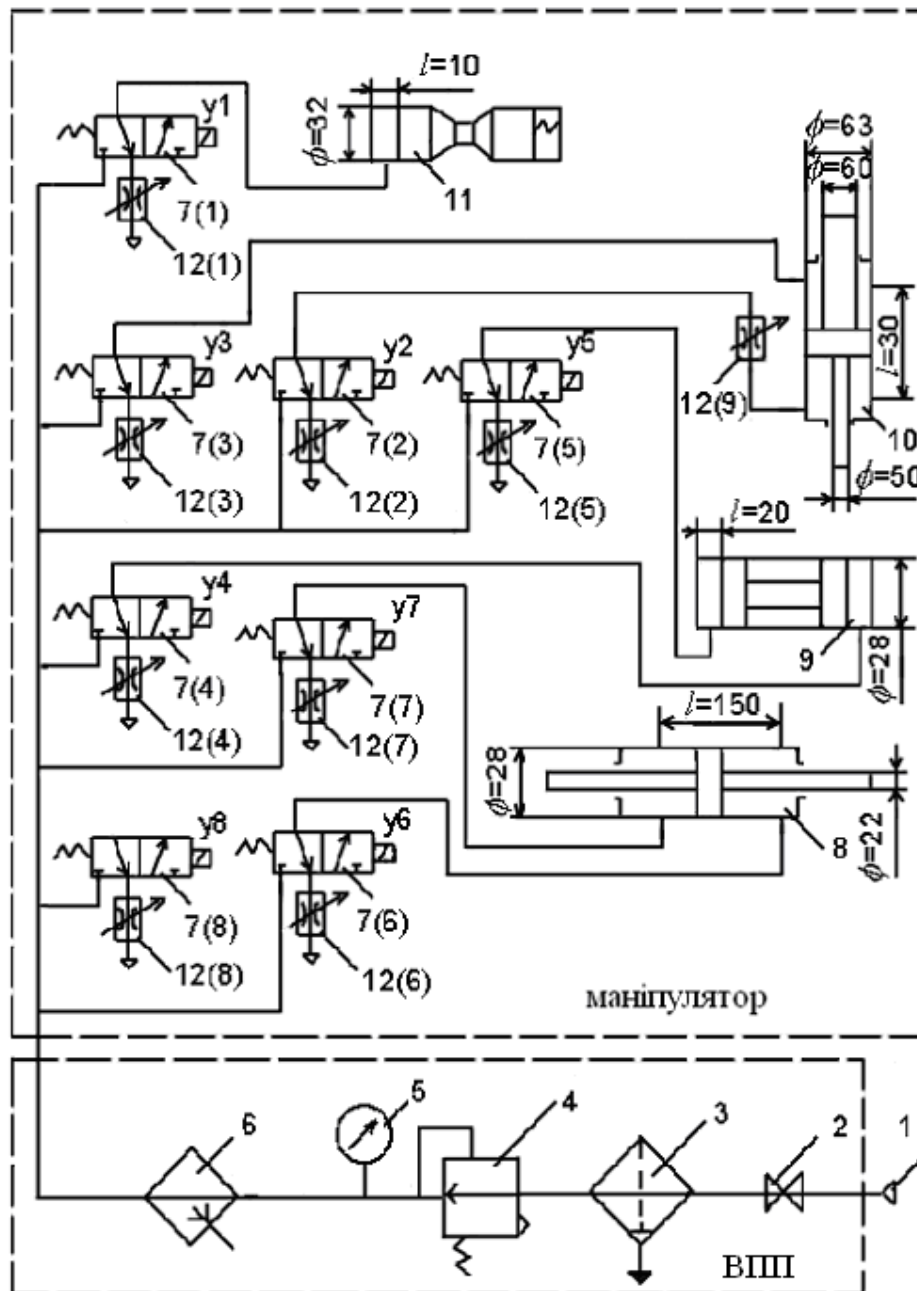 l=10
y1
ϕ=32
ϕ=63
ϕ=60
7(1)
11
12(1)
y3
y2
y5
l=30
12(9)
7(3)
7(2)
7(5)
10
12(3)
12(2)
12(5)
ϕ=50
l=20
y4
y7
9
ϕ=28
7(4)
7(7)
l=150
12(4)
12(7)
ϕ=28
y8
y6
8
ϕ=22
7(8)
7(6)
12(8)
12(6)
маніпулятор
6
5
4
3
2
1
ВПП